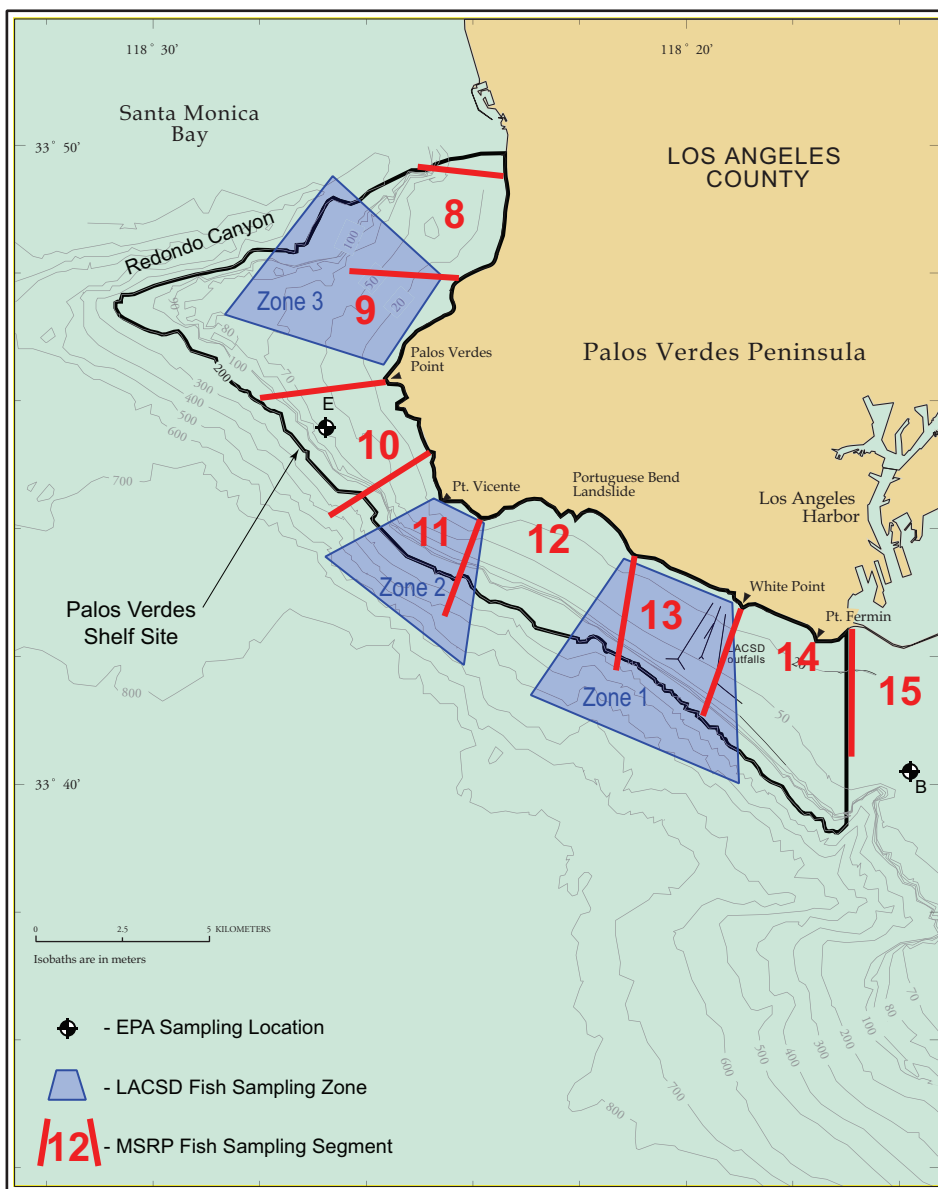 118° 30'
118° 20'
Santa Monica
Bay
33° 50'
LOS ANGELES
COUNTY
8
Redondo Canyon
100
50
20
Zone 3
9
90
80
70
100
200
300
400
500
600
Palos Verdes
Point
Palos Verdes Peninsula
E
10
700
Pt. Vicente
Portuguese Bend
Landslide
Los Angeles
Harbor
11
12
Zone 2
White Point
Palos Verdes
Shelf Site
13
Pt. Fermin
LACSD
outfalls
14
20
15
Zone 1
50
800
33° 40'
B
0 2.5 5 KILOMETERS
Isobaths are in meters
- EPA Sampling Location
- LACSD Fish Sampling Zone
12 - MSRP Fish Sampling Segment
70
80
100
200
300
400
500
600
700
800